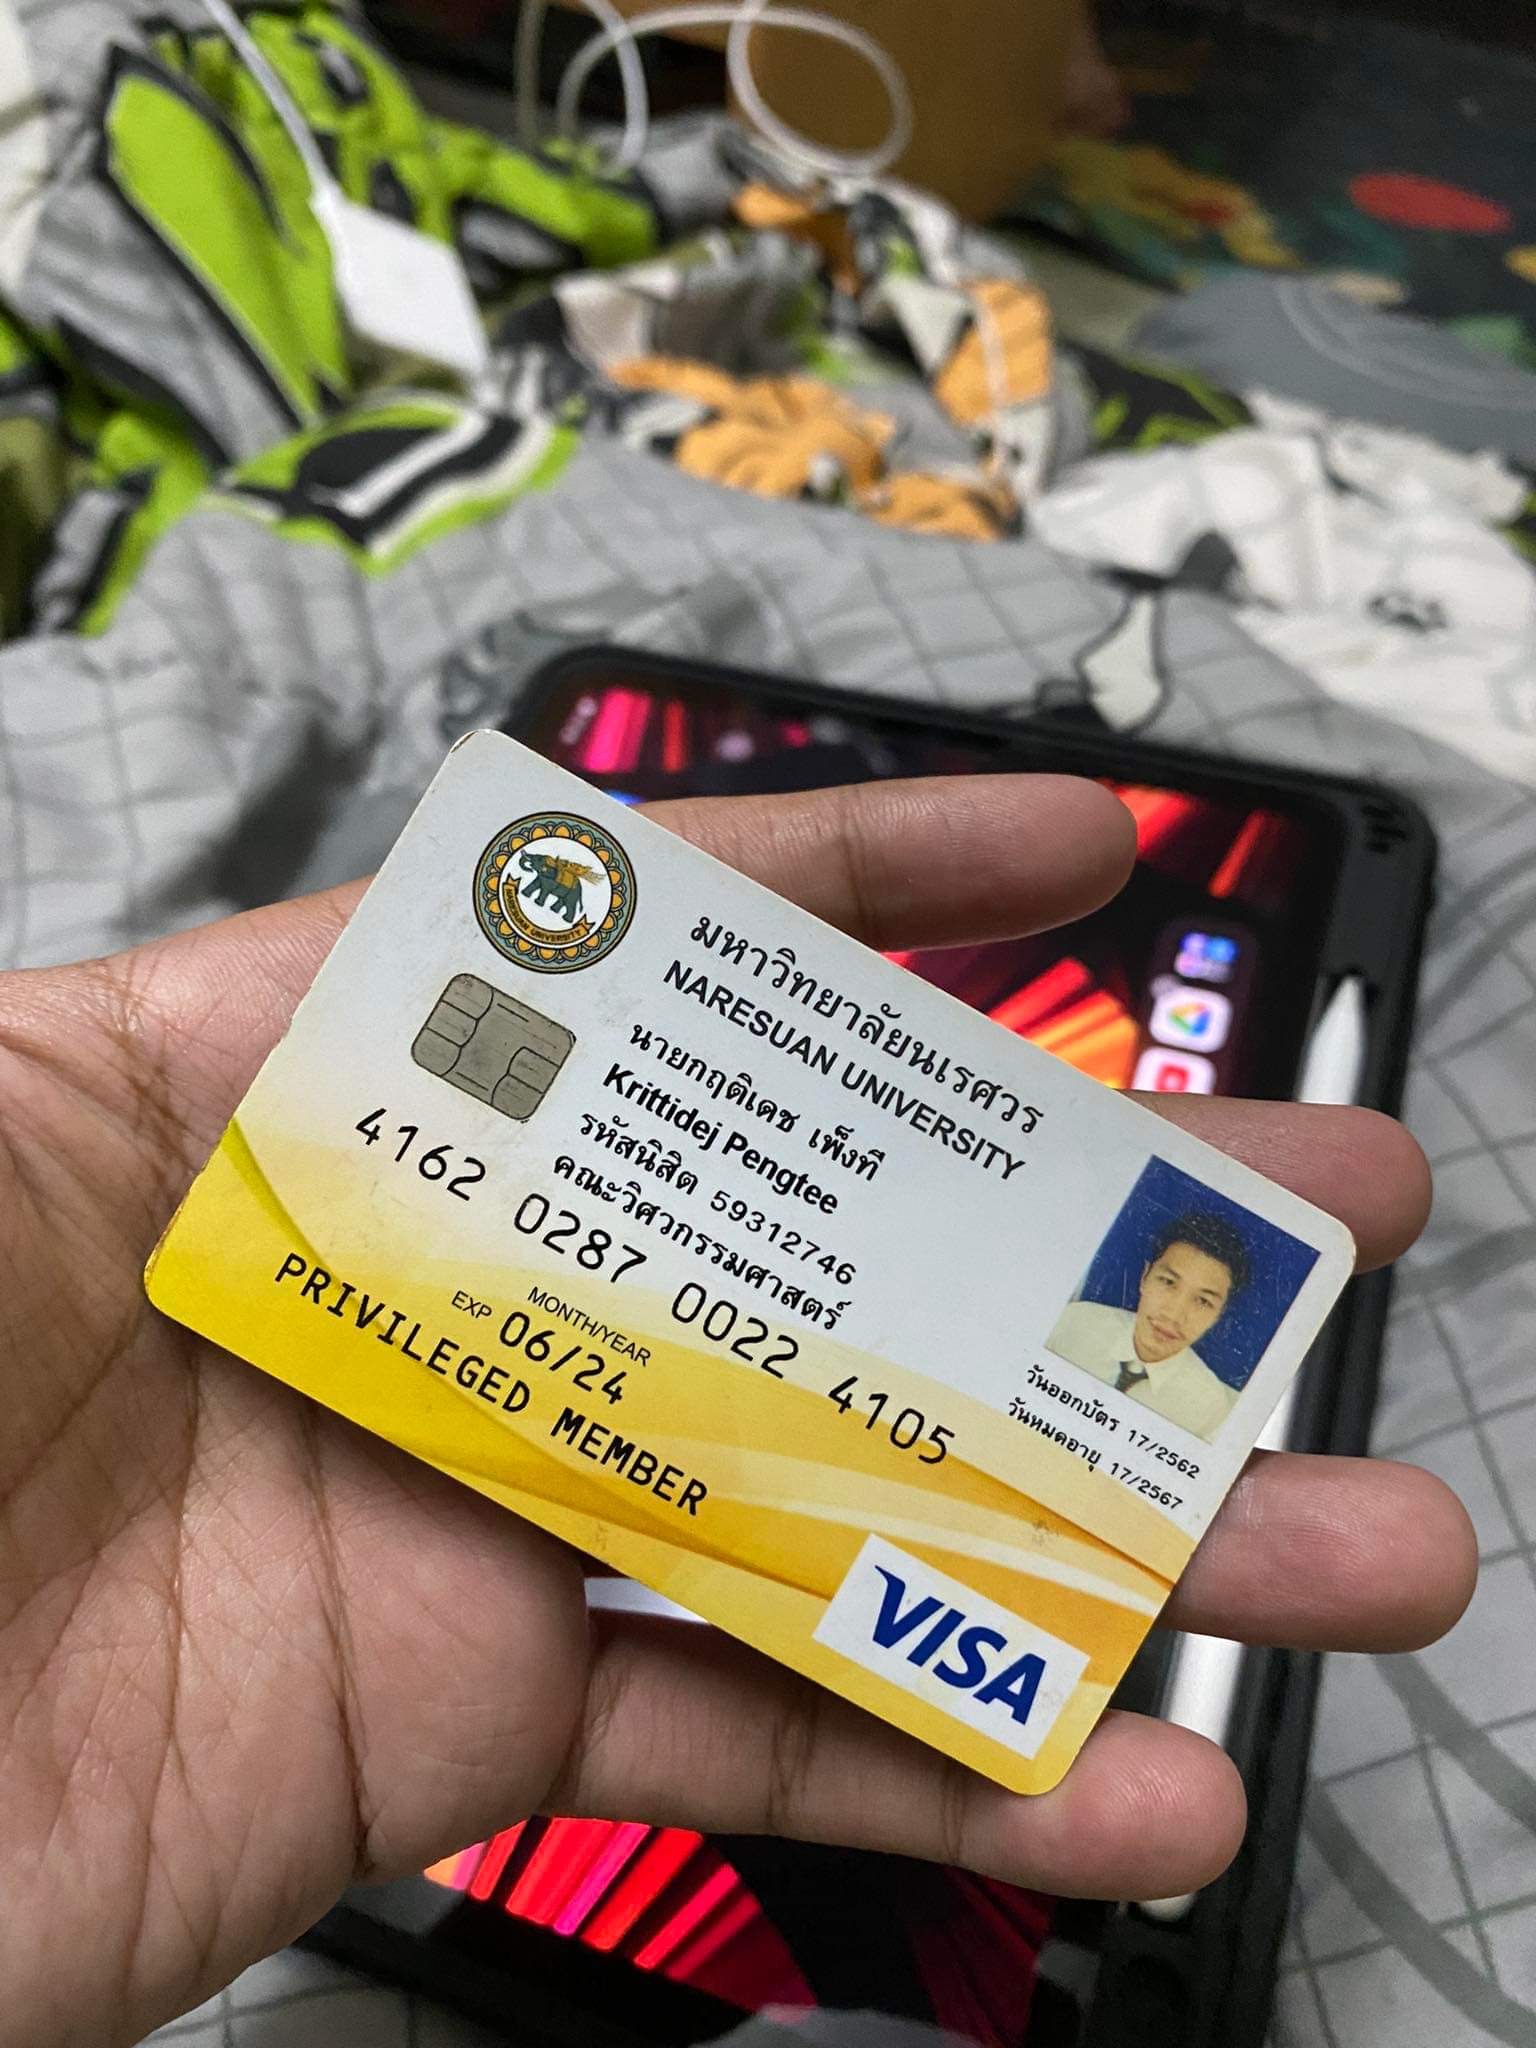 มหาวิทยาลัยนเรศวร
NARESUAN UNIVERSITY
NARESUAN UNIVERSITY
นายกฤติเดช เพ็งที
Krittidej Pengtee
รหัสนิสิต 59312746
คณะวิศวกรรมศาสตร์
4162 0287 0022 4105
MONTH/YEAR
EXP 06/24
PRIVILEGED MEMBER
วันออกบัตร 17/2562
วันหมดอายุ 17/2567
VISA